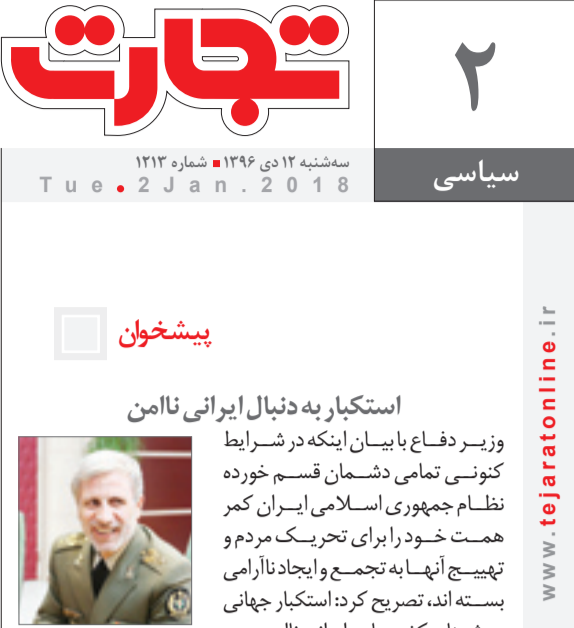 تجارت
۲
سیاسی
سه‌شنبه ۱۲ دی ۱۳۹۶ ■ شماره ۱۲۱۳
Tue • 2 Jan . 2018
www.tejaratonline.ir
پیشخوان
استکبار به دنبال ایرانی ناامن
وزیر دفاع با بیان اینکه در شرایط
کنونی تمامی دشمان قسم خورده
نظام جمهوری اسلامی ایران کمر
همت خود را برای تحریک مردم و
تهییج آنها به تجمع و ایجاد ناآرامی
بسته اند، تصریح کرد: استکبار جهانی